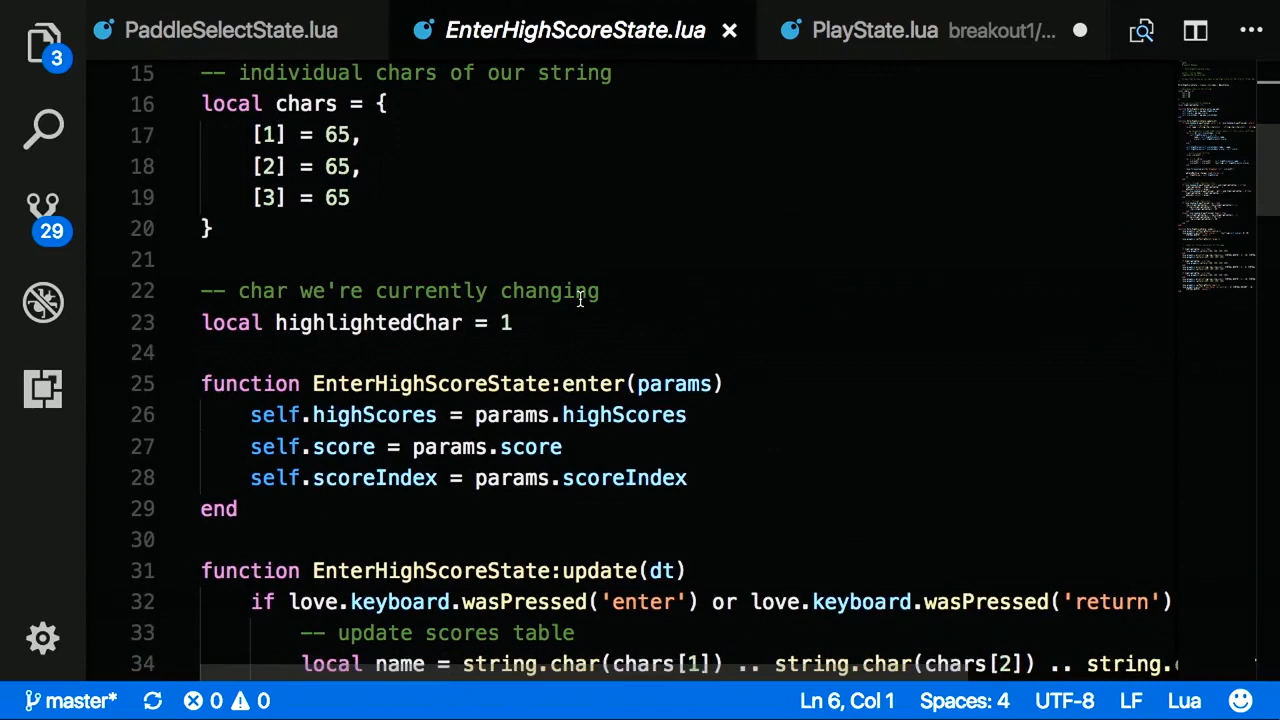 PaddleSelectState.lua EnterHighScoreState.lua PlayState.lua breakout1/...
3
29
15 -- individual chars of our string
16 local chars = {
17 [1] = 65,
18 [2] = 65,
19 [3] = 65
20 }
21
22 -- char we're currently changing
23 local highlightedChar = 1
24
25 function EnterHighScoreState:enter(params)
26 self.highScores = params.highScores
27 self.score = params.score
28 self.scoreIndex = params.scoreIndex
29 end
30
31 function EnterHighScoreState:update(dt)
32 if love.keyboard.wasPressed('enter') or love.keyboard.wasPressed('return')
33 -- update scores table
34 local name = string.char(chars[1]) .. string.char(chars[2]) .. string.
master* 0 0 Ln 6, Col 1 Spaces: 4 UTF-8 LF Lua